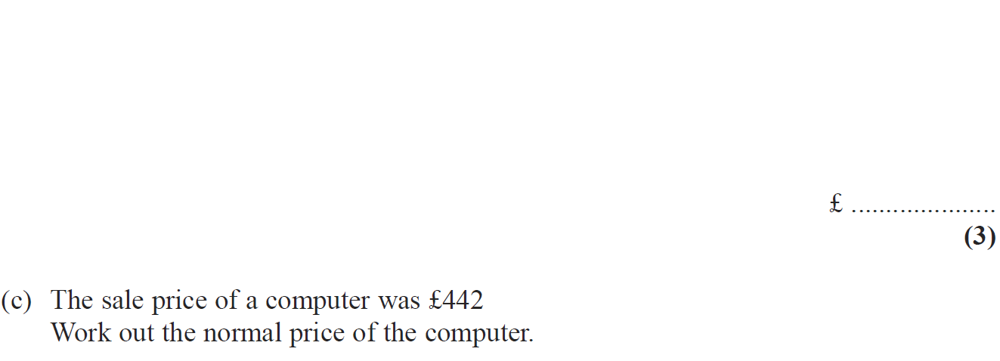 £ .....................
(3)
(c) The sale price of a computer was £442
Work out the normal price of the computer.